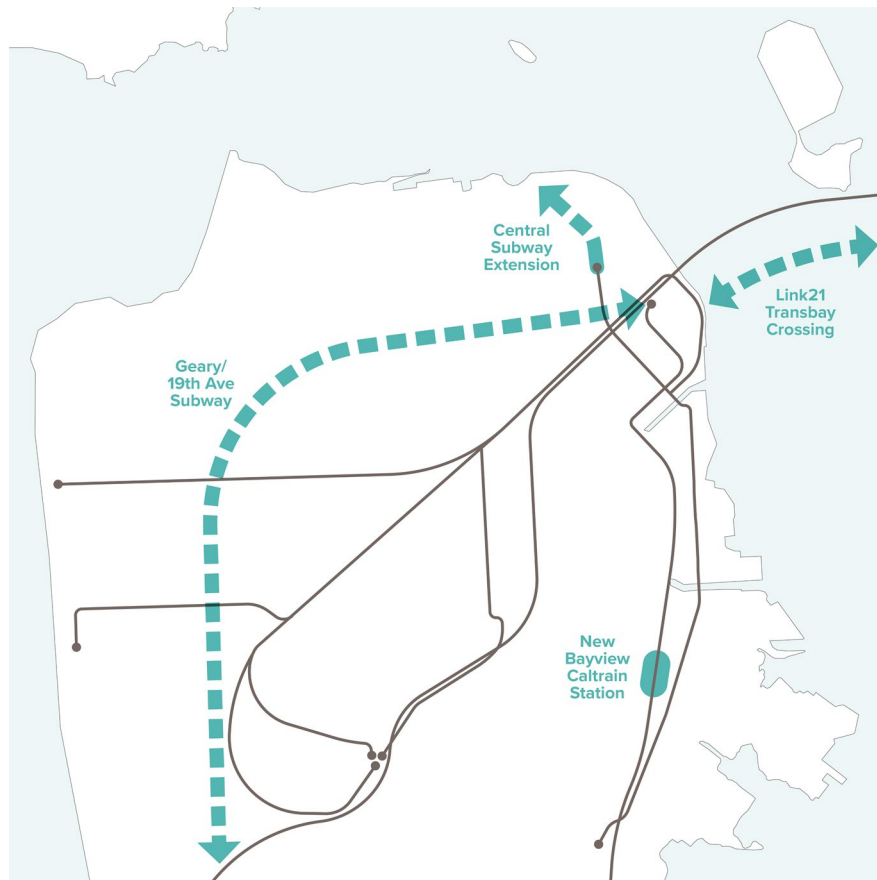 Central
Subway
Extension
Link21
Transbay
Crossing
Geary/
19th Ave
Subway
New
Bayview
Caltrain
Station